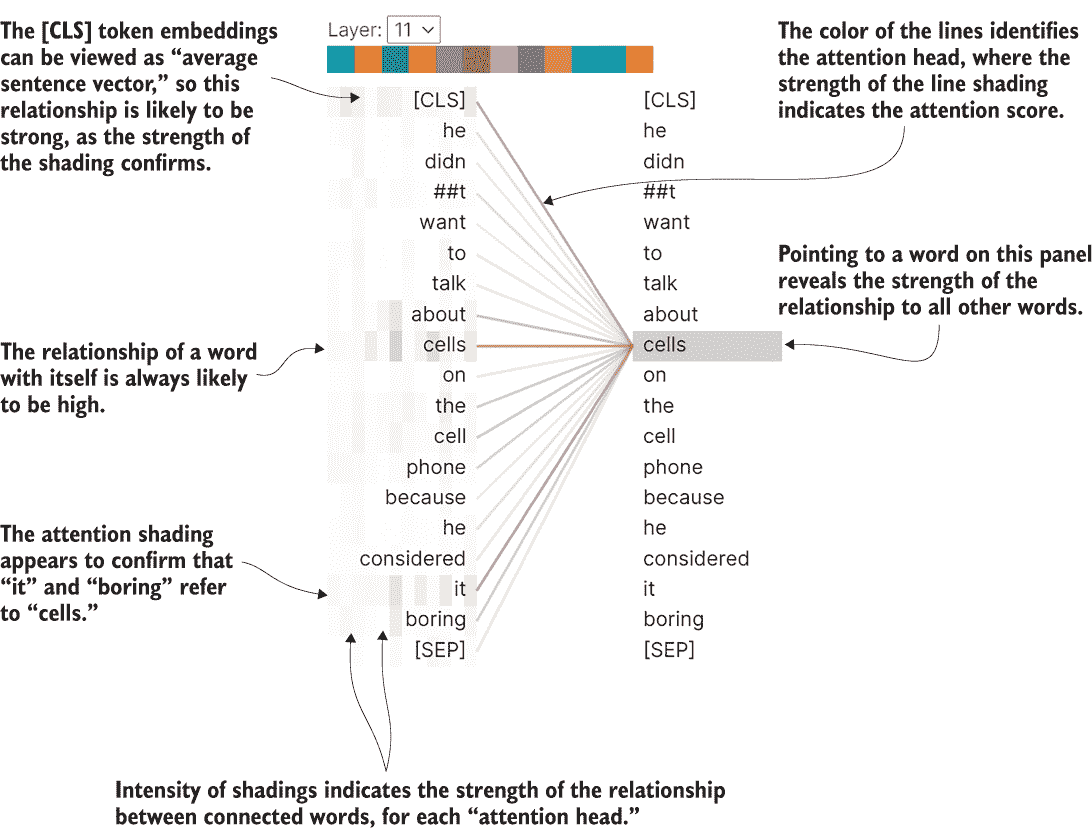 The [CLS] token embeddings
can be viewed as “average
sentence vector,” so this
relationship is likely to be
strong, as the strength of
the shading confirms.
The relationship of a word
with itself is always likely
to be high.
The attention shading
appears to confirm that
“it” and “boring” refer
to “cells.”
Layer: 11
[CLS]
he
didn
##t
want
to
talk
about
cells
on
the
cell
phone
because
he
considered
it
boring
[SEP]
[CLS]
he
didn
##t
want
to
talk
about
cells
on
the
cell
phone
because
he
considered
it
boring
[SEP]
The color of the lines identifies
the attention head, where the
strength of the line shading
indicates the attention score.
Pointing to a word on this panel
reveals the strength of the
relationship to all other words.
Intensity of shadings indicates the strength of the relationship
between connected words, for each “attention head.”